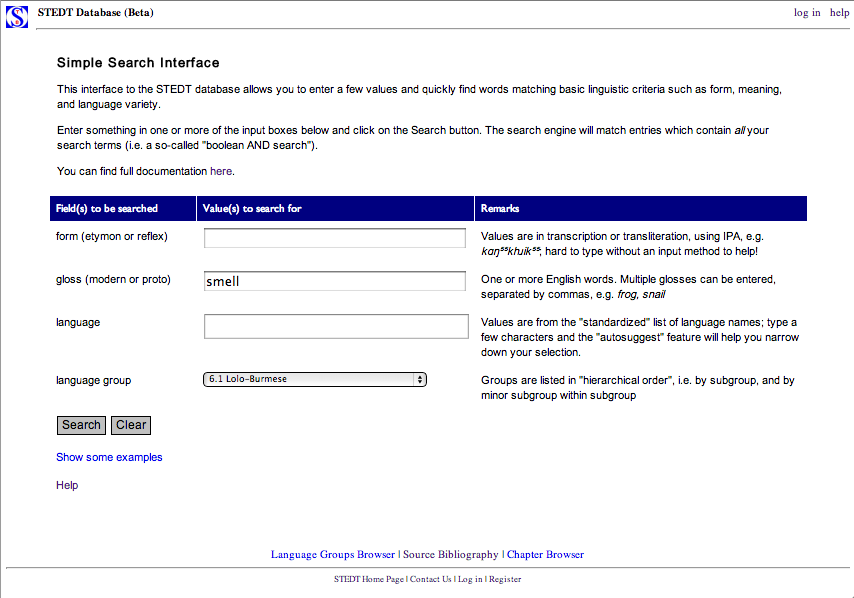 STEDT Database (Beta)
log in help
Simple Search Interface
This interface to the STEDT database allows you to enter a few values and quickly find words matching basic linguistic criteria such as form, meaning,
and language variety.
Enter something in one or more of the input boxes below and click on the Search button. The search engine will match entries which contain all your
search terms (i.e. a so-called "boolean AND search").
You can find full documentation here.
Field(s) to be searched Value(s) to search for Remarks
form (etymon or reflex)
Values are in transcription or transliteration, using IPA, e.g.
hard to type without an input method to help!
gloss (modern or proto) smell
One or more English words. Multiple glosses can be entered,
separated by commas, e.g. frog, snail
language
Values are from the "standardized" list of language names; type a
few characters and the "autosuggest" feature will help you narrow
down your selection.
language group 6.1 Lolo-Burmese
Groups are listed in "hierarchical order", i.e. by subgroup, and by
minor subgroup within subgroup
Search Clear
Show some examples
Help
Language Groups Browser | Source Bibliography | Chapter Browser
STEDT Home Page | Contact Us | Log in | Register